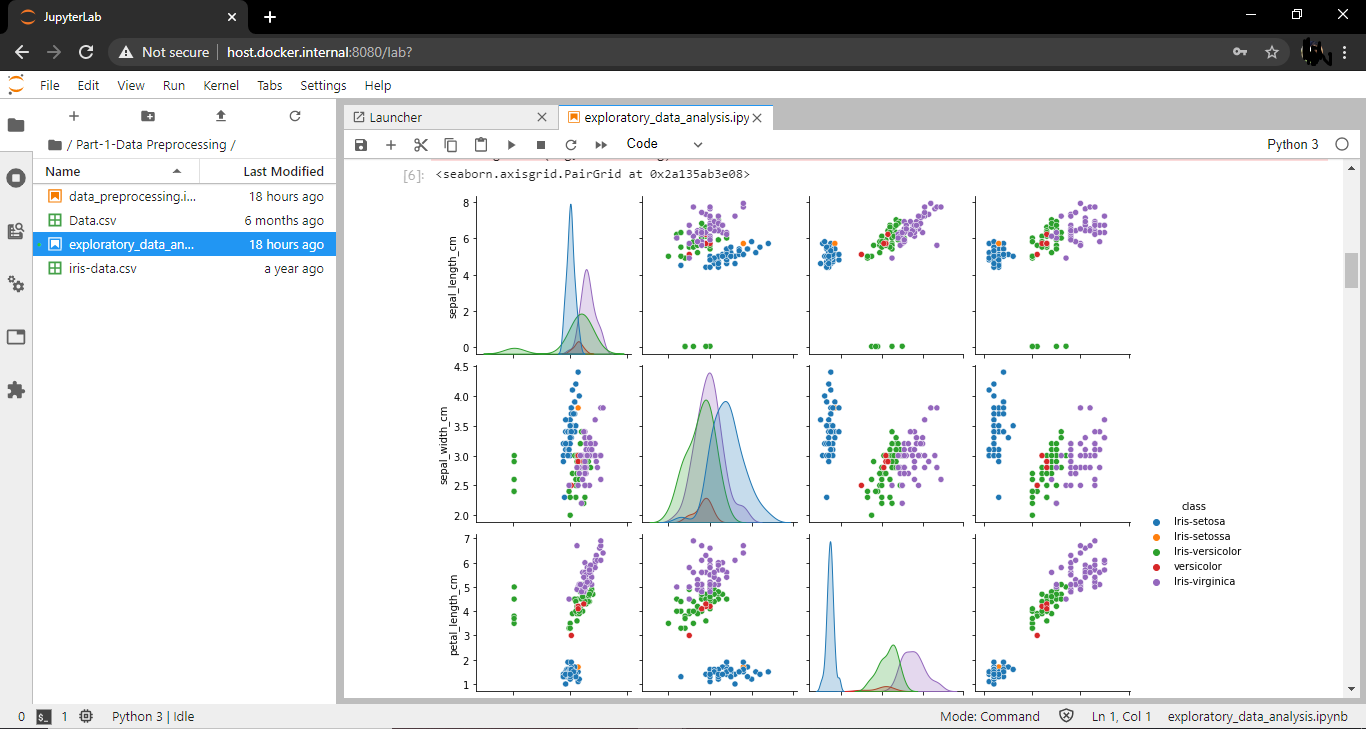 JupyterLab
Not secure | host.docker.internal:8080/lab?
File Edit View Run Kernel Tabs Settings Help
Launcher
exploratory_data_analysis.ipy
/ Part-1-Data Preprocessing /
Code
Python 3
Name Last Modified
data_preprocessing.i... 18 hours ago
Data.csv 6 months ago
exploratory_data_an... 18 hours ago
iris-data.csv a year ago
[6]: <seaborn.axisgrid.PairGrid at 0x2a135ab3e08>
sepal_length_cm
8
6
4
2
0
sepal_width_cm
4.5
4.0
3.5
3.0
2.5
2.0
petal_length_cm
7
6
5
4
3
2
1
class
Iris-setosa
Iris-setossa
Iris-versicolor
versicolor
Iris-virginica
0 1 Python 3 | Idle
Mode: Command Ln 1, Col 1 exploratory_data_analysis.ipynb